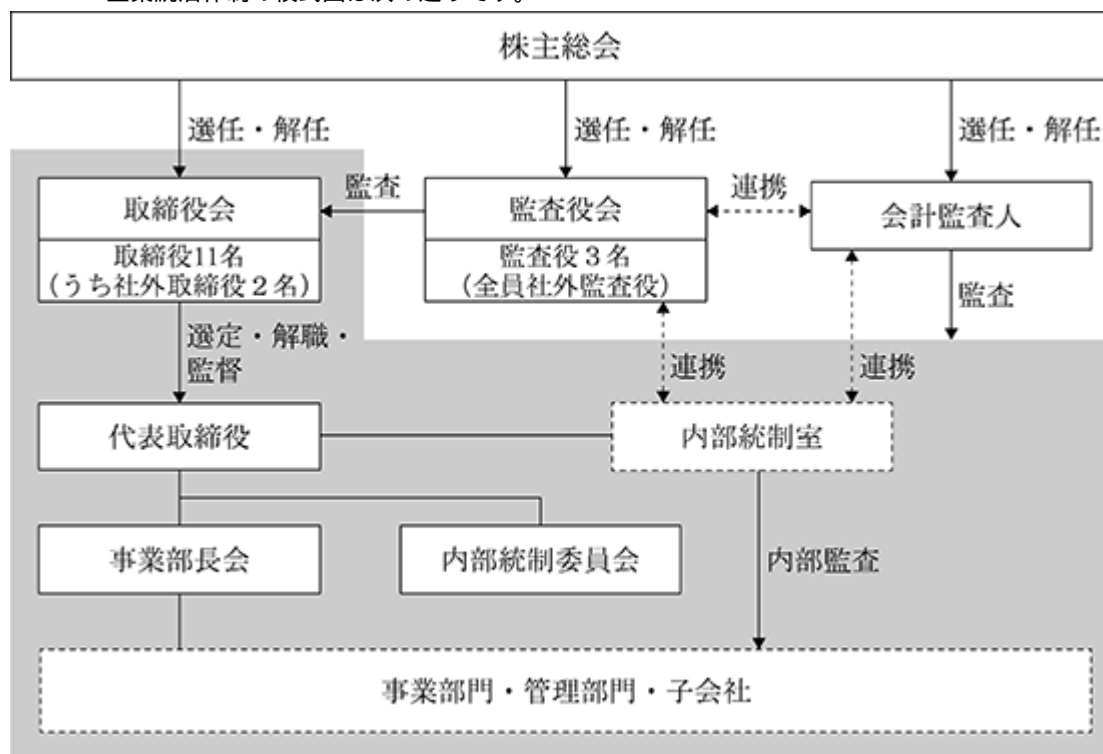 株主総会
選任・解任
選任・解任
選任・解任
取締役会
監査
監査役会
連携
会計監査人
取締役11名
(うち社外取締役2名)
監査役3名
(全員社外監査役)
監査
選定・解職・
監督
連携
連携
代表取締役
内部統制室
事業部長会
内部統制委員会
内部監査
事業部門・管理部門・子会社